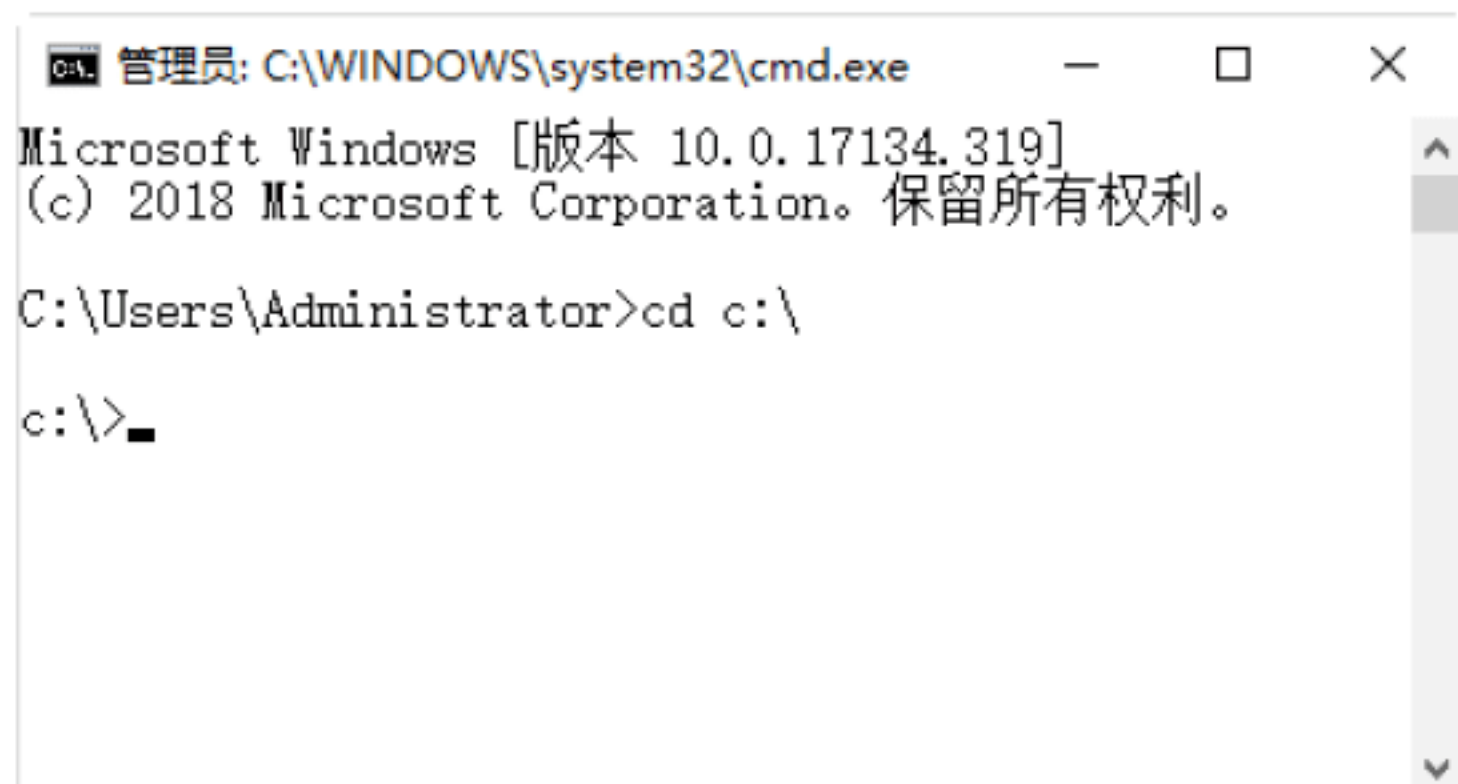 管理员: C:\WINDOWS\system32\cmd.exe
Microsoft Windows [版本 10.0.17134.319]
(c) 2018 Microsoft Corporation。保留所有权利。
C:\Users\Administrator>cd c:\
c:\>